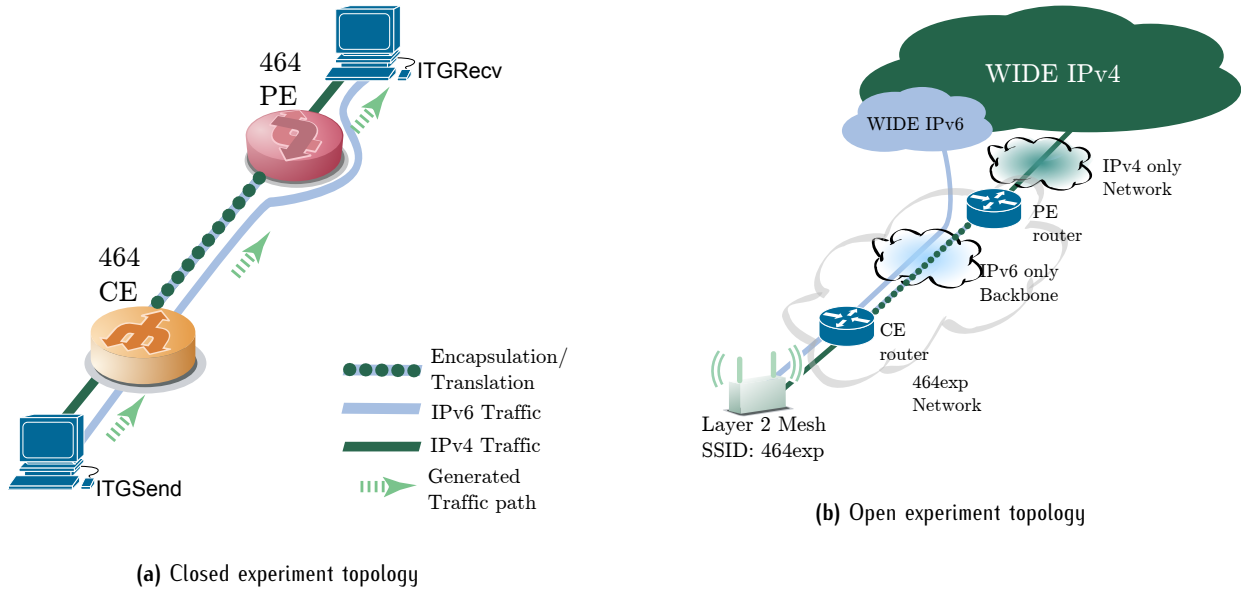 464
PE
ITGRecv
464
CE
ITGSend
Encapsulation/
Translation
IPv6 Traffic
IPv4 Traffic
Generated
Traffic path
(a) Closed experiment topology
WIDE IPv4
WIDE IPv6
IPv4 only
Network
PE
router
IPv6 only
Backbone
CE
router
464exp
Network
Layer 2 Mesh
SSID: 464exp
(b) Open experiment topology